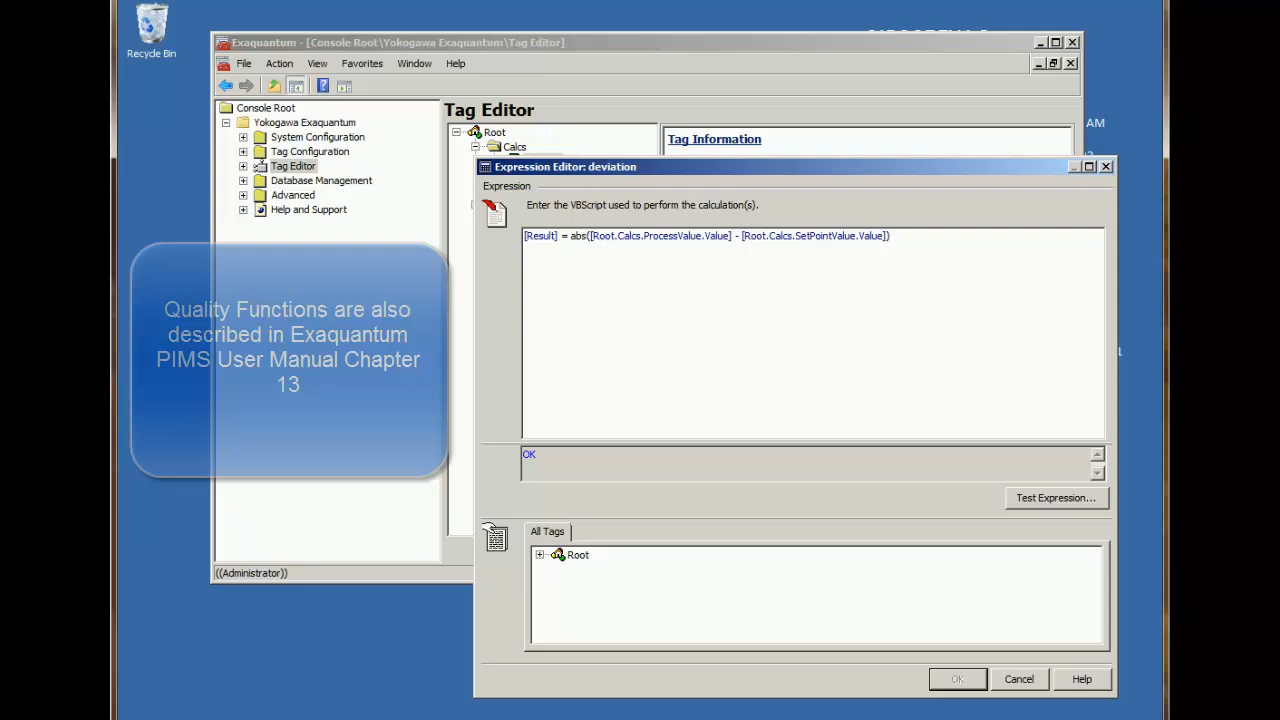 Recycle Bin
Exaquantum - [Console Root\Yokogawa Exaquantum\Tag Editor]
File Action View Favorites Window Help
Console Root
Yokogawa Exaquantum
System Configuration
Tag Configuration
Tag Editor
Database Management
Advanced
Help and Support
((Administrator))
Tag Editor
Root
Calcs
Tag Information
AM
Expression Editor: deviation
Expression
Enter the VBScript used to perform the calculation(s).
[Result] = abs([Root.Calcs.ProcessValue.Value] - [Root.Calcs.SetPointValue.Value])
OK
Test Expression...
All Tags
Root
OK Cancel Help
Quality Functions are also
described in Exaquantum
PIMS User Manual Chapter
13